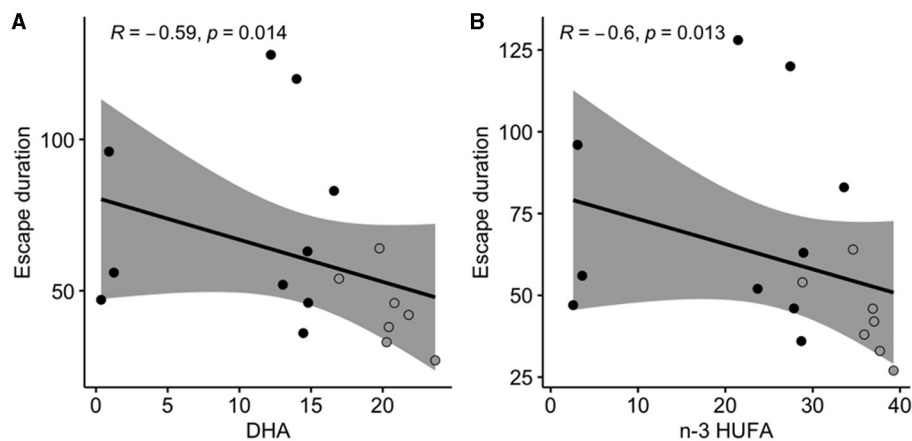 A
R = −0.59, p = 0.014
Escape duration
100
50
0 5 10 15 20
DHA
B
R = −0.6, p = 0.013
Escape duration
125
100
75
50
25
0 10 20 30 40
n-3 HUFA